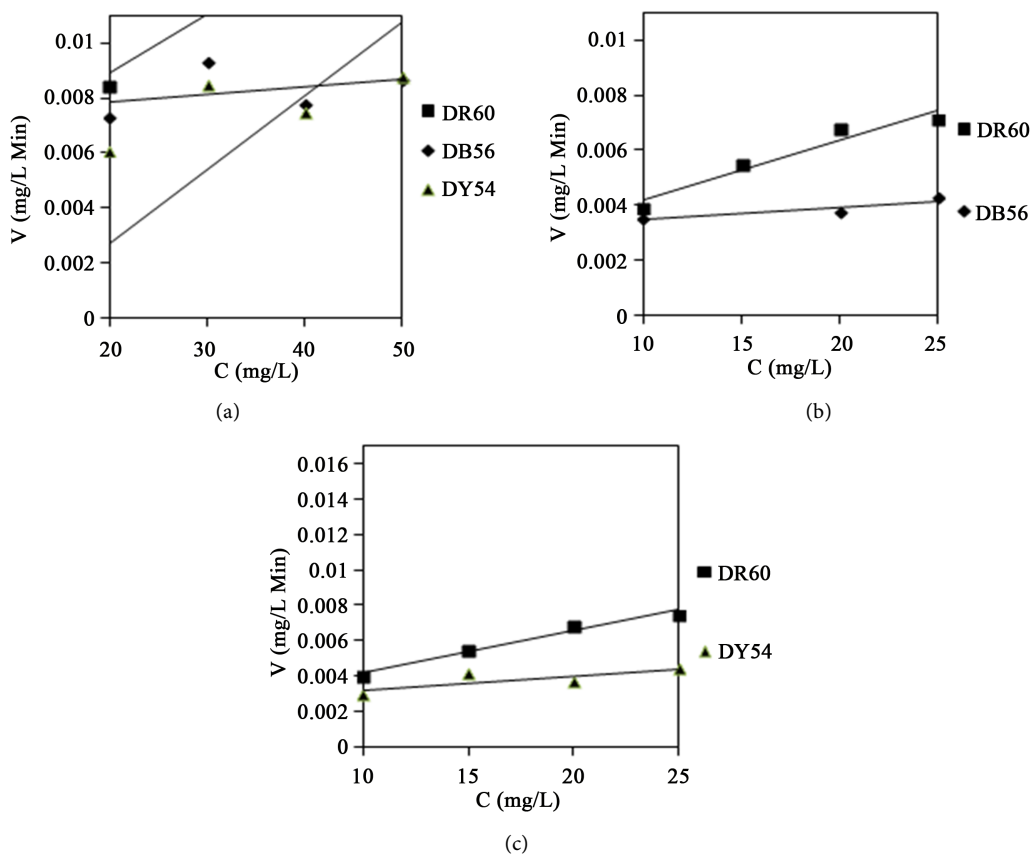 0.01
0.008
0.006
0.004
0.002
0
V (mg/L Min)
20 30 40 50
C (mg/L)
DR60
DB56
DY54
(a)
0.01
0.008
0.006
0.004
0.002
0
V (mg/L Min)
10 15 20 25
C (mg/L)
DR60
DB56
(b)
0.016
0.014
0.012
0.01
0.008
0.006
0.004
0.002
0
V (mg/L Min)
10 15 20 25
C (mg/L)
DR60
DY54
(c)